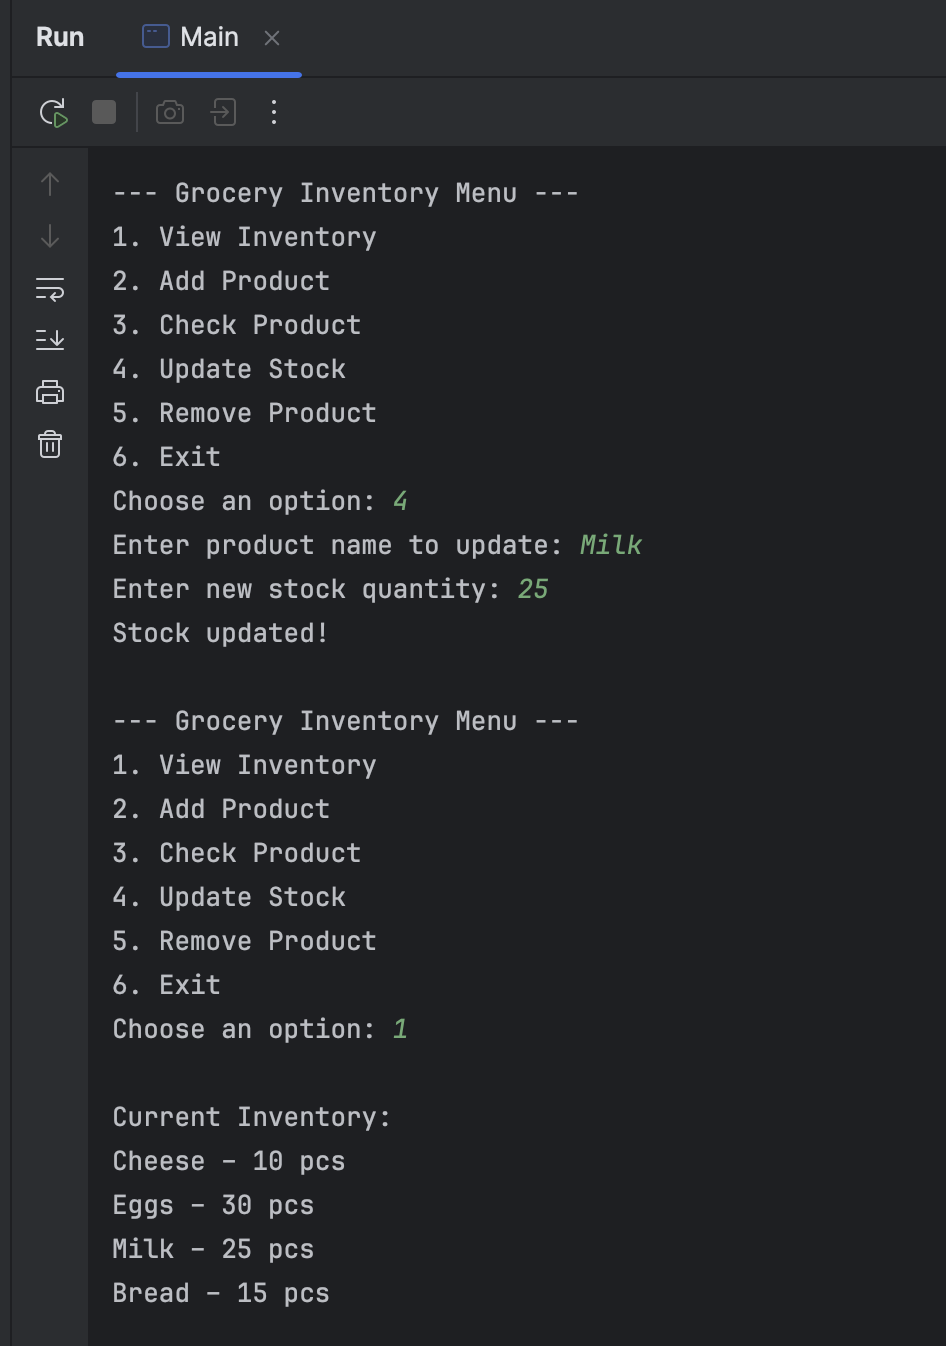 Run Main
--- Grocery Inventory Menu ---
1. View Inventory
2. Add Product
3. Check Product
4. Update Stock
5. Remove Product
6. Exit
Choose an option: 4
Enter product name to update: Milk
Enter new stock quantity: 25
Stock updated!
--- Grocery Inventory Menu ---
1. View Inventory
2. Add Product
3. Check Product
4. Update Stock
5. Remove Product
6. Exit
Choose an option: 1
Current Inventory:
Cheese – 10 pcs
Eggs – 30 pcs
Milk – 25 pcs
Bread – 15 pcs